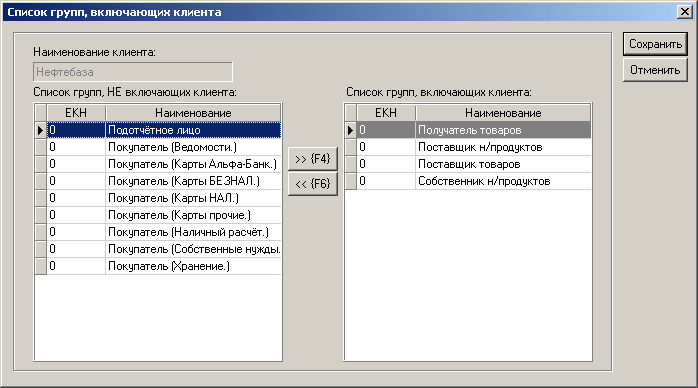 Список групп, включающих клиента
Сохранить
Отменить
Наименование клиента:
Нефтебаза
Список групп, НЕ включающих клиента:
ЕКН Наименование
0 Подотчётное лицо
0 Покупатель (Ведомости.)
0 Покупатель (Карты Альфа-Банк.)
0 Покупатель (Карты БЕЗНАЛ.)
0 Покупатель (Карты НАЛ.)
0 Покупатель (Карты прочие.)
0 Покупатель (Наличный расчёт.)
0 Покупатель (Собственные нужды.
0 Покупатель (Хранение.)
>> {F4}
<< {F6}
Список групп, включающих клиента:
ЕКН Наименование
0 Получатель товаров
0 Поставщик н/продуктов
0 Поставщик товаров
0 Собственник н/продуктов